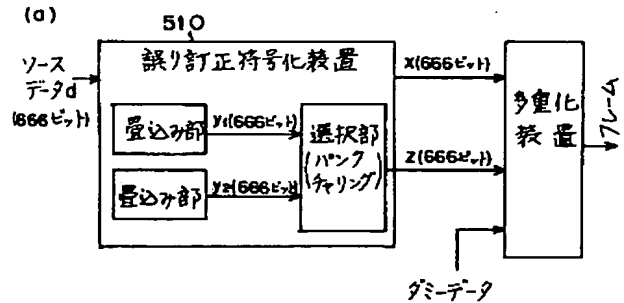 (a)
510
ソース
データd
(666ビット)
誤り訂正符号化装置
畳込み部
y1(666ビット)
畳込み部
y2(666ビット)
選択部
(パンク
チャリング)
x(666ビット)
z(666ビット)
多重化
装置
フレーム
ダミーデータ